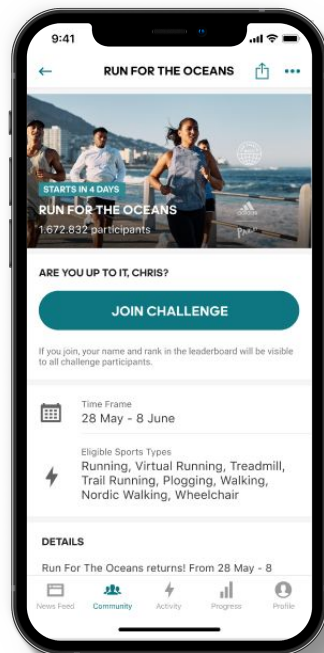 9:41
RUN FOR THE OCEANS
STARTS IN 4 DAYS
RUN FOR THE OCEANS
1.672.832 participants
adidas
ARE YOU UP TO IT, CHRIS?
JOIN CHALLENGE
If you join, your name and rank in the leaderboard will be visible
to all challenge participants.
Time Frame
28 May - 8 June
Eligible Sports Types
Running, Virtual Running, Treadmill,
Trail Running, Plogging, Walking,
Nordic Walking, Wheelchair
DETAILS
Run For The Oceans returns! From 28 May - 8
News Feed
Community
Activity
Progress
Profile